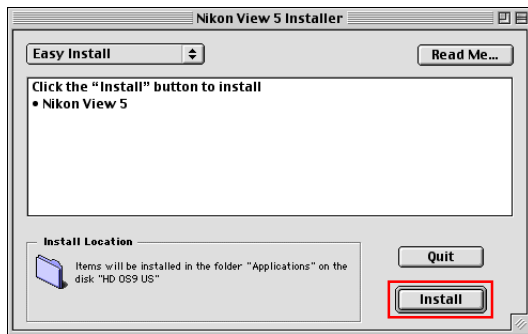 Nikon View 5 Installer
Easy Install
Read Me...
Click the “Install” button to install
• Nikon View 5
Install Location
Items will be installed in the folder "Applications" on the
disk "HD OS9 US"
Quit
Install